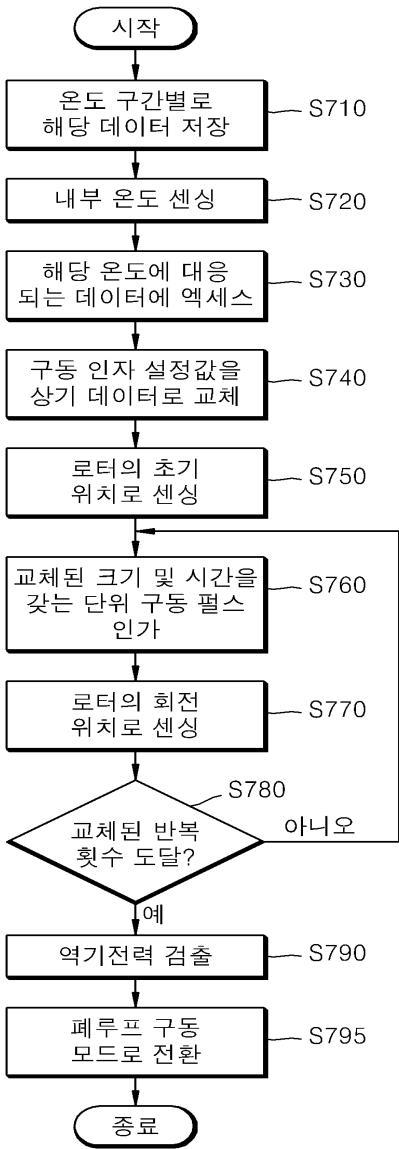 시작
온도 구간별로
해당 데이터 저장
S710
내부 온도 센싱
S720
해당 온도에 대응
되는 데이터에 엑세스
S730
구동 인자 설정값을
상기 데이터로 교체
S740
로터의 초기
위치로 센싱
S750
교체된 크기 및 시간을
갖는 단위 구동 펄스
인가
S760
로터의 회전
위치로 센싱
S770
S780
교체된 반복
횟수 도달?
아니오
예
역기전력 검출
S790
폐루프 구동
모드로 전환
S795
종료